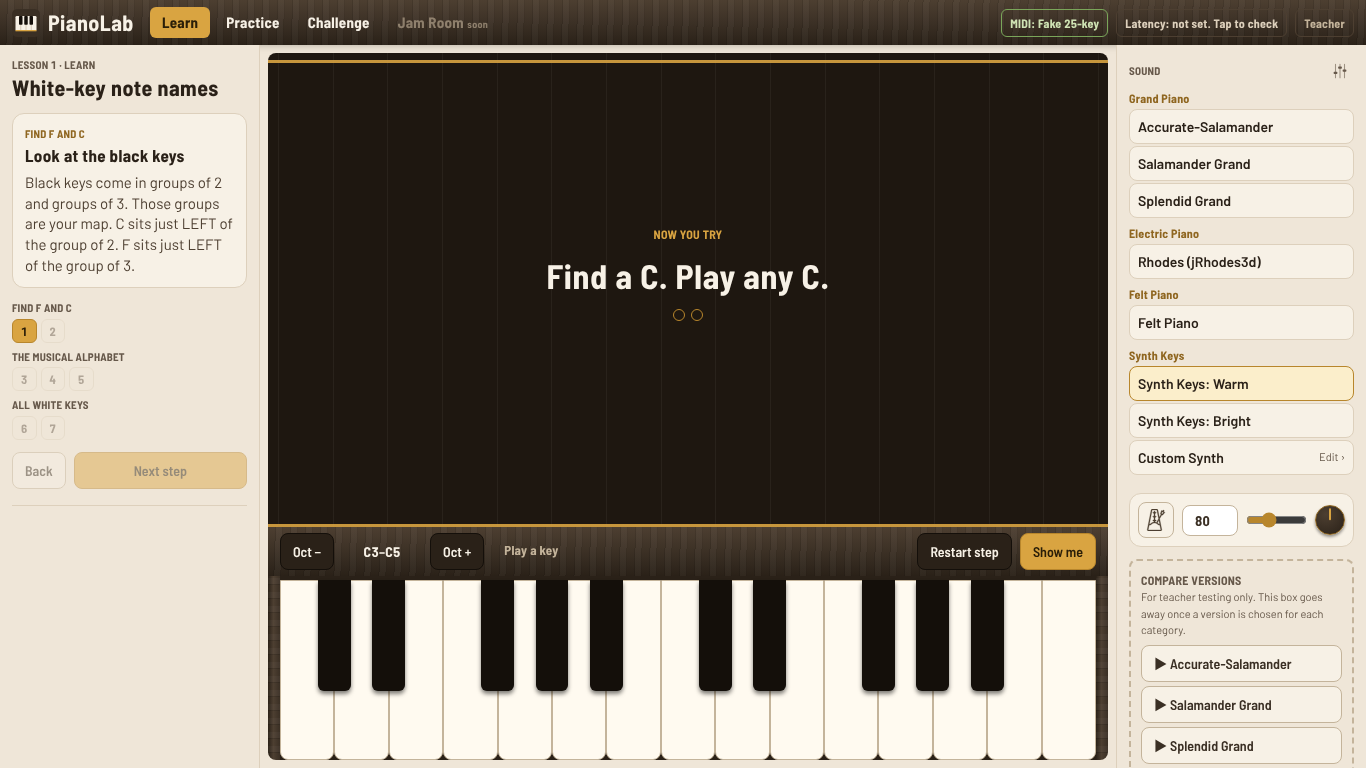 PianoLab
Learn
Practice
Challenge
Jam Room soon
MIDI: Fake 25-key
Latency: not set. Tap to check
Teacher
LESSON 1 · LEARN
White-key note names
FIND F AND C
Look at the black keys
Black keys come in groups of 2
and groups of 3. Those groups
are your map. C sits just LEFT of
the group of 2. F sits just LEFT
of the group of 3.
FIND F AND C
1 2
THE MUSICAL ALPHABET
3 4 5
ALL WHITE KEYS
6 7
Back
Next step
NOW YOU TRY
Find a C. Play any C.
Oct −
C3–C5
Oct +
Play a key
Restart step
Show me
SOUND
Grand Piano
Accurate-Salamander
Salamander Grand
Splendid Grand
Electric Piano
Rhodes (jRhodes3d)
Felt Piano
Felt Piano
Synth Keys
Synth Keys: Warm
Synth Keys: Bright
Custom Synth
Edit ›
80
COMPARE VERSIONS
For teacher testing only. This box goes
away once a version is chosen for each
category.
▶ Accurate-Salamander
▶ Salamander Grand
▶ Splendid Grand